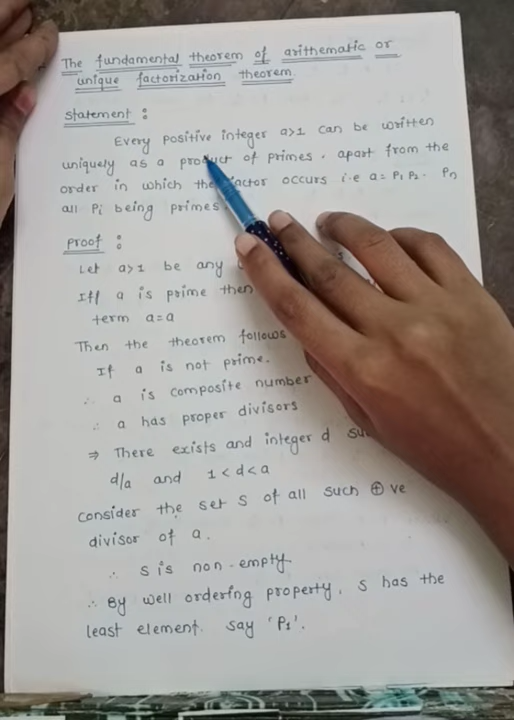 The fundamental theorem of arithematic or
unique factorization theorem.
statement :
Every positive integer a>1 can be written
uniquely as a product of primes. apart from the
order in which the factor occurs i.e a = P1 P2 . Pn
all Pi being primes
proof :
Let a>1 be any
Iff a is prime then
term a=a
Then the theorem follows
If a is not prime.
∴ a is composite number
∴ a has proper divisors
⇒ There exists and integer d
d/a and 1<d<a
consider the set S of all such ⊕ ve
divisor of a.
∴ S is non-empty
∴ By well ordering property, S has the
least element. say 'P1'.